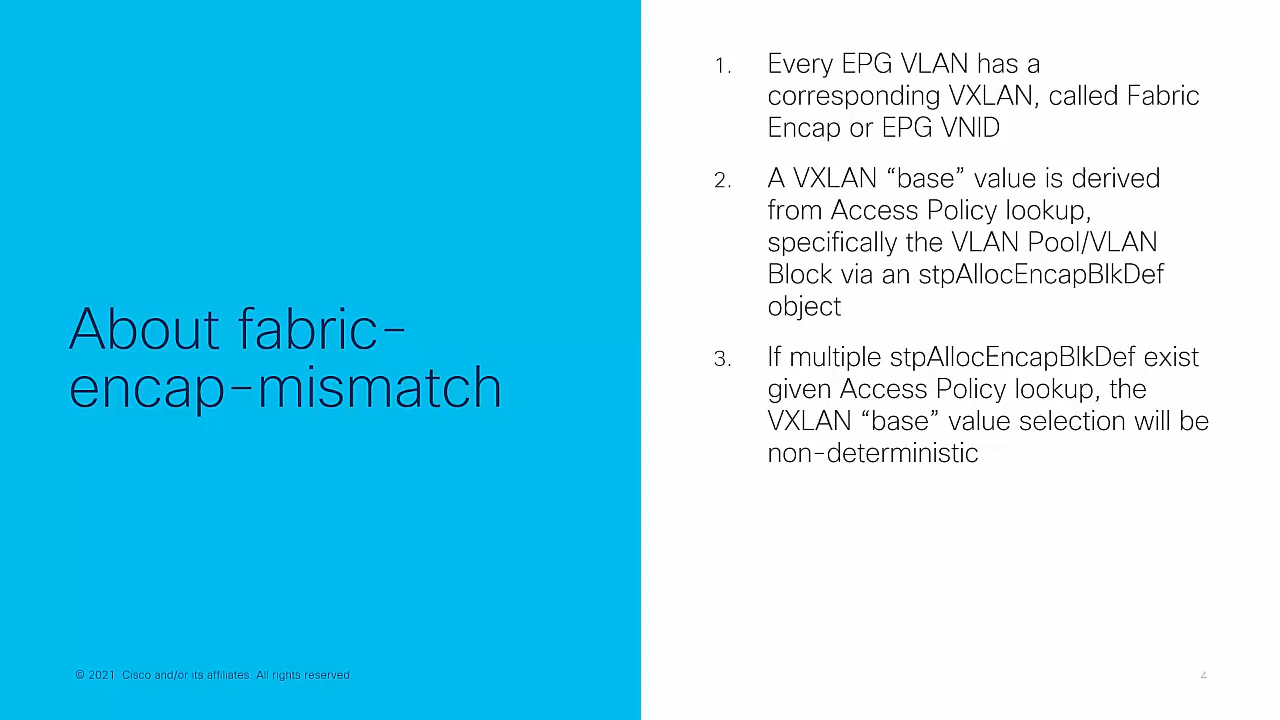 About fabric-
encap-mismatch
1. Every EPG VLAN has a
corresponding VXLAN, called Fabric
Encap or EPG VNID
2. A VXLAN “base” value is derived
from Access Policy lookup,
specifically the VLAN Pool/VLAN
Block via an stpAllocEncapBlkDef
object
3. If multiple stpAllocEncapBlkDef exist
given Access Policy lookup, the
VXLAN “base” value selection will be
non-deterministic
© 2021 Cisco and/or its affiliates. All rights reserved.
4